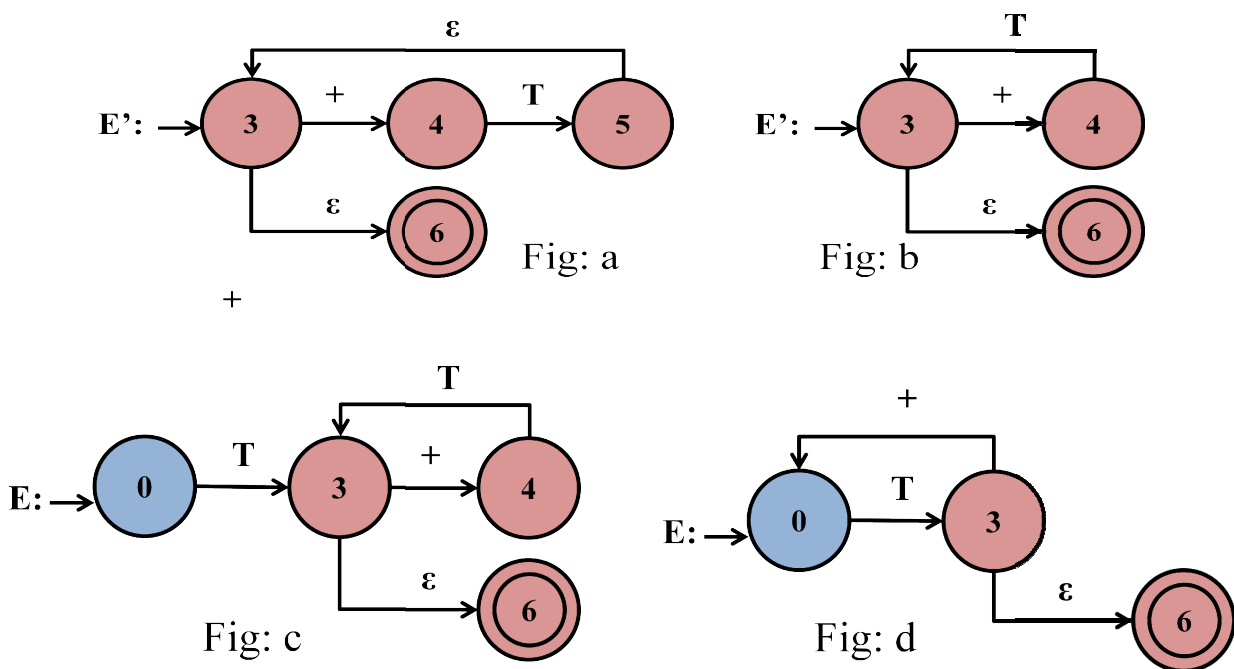 ε
T
E’: 3 + 4 T 5
E’: 3 + 4
ε 6
ε 6
Fig: a
Fig: b
+
T
+
E: 0 T 3 + 4
E: 0 T 3
ε 6
ε 6
Fig: c
Fig: d